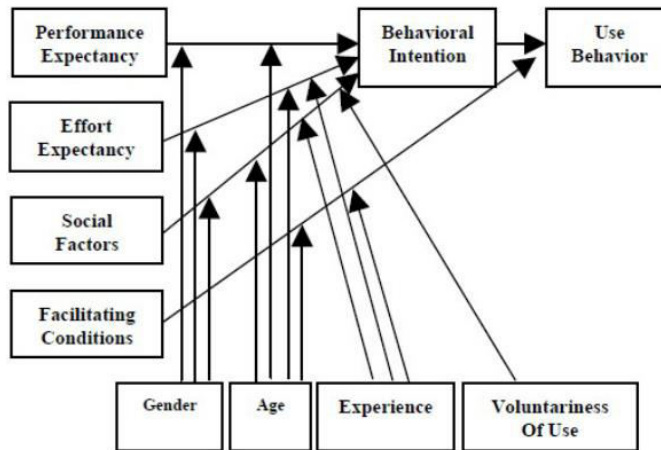 Performance
Expectancy
Behavioral
Intention
Use
Behavior
Effort
Expectancy
Social
Factors
Facilitating
Conditions
Gender
Age
Experience
Voluntariness
Of Use